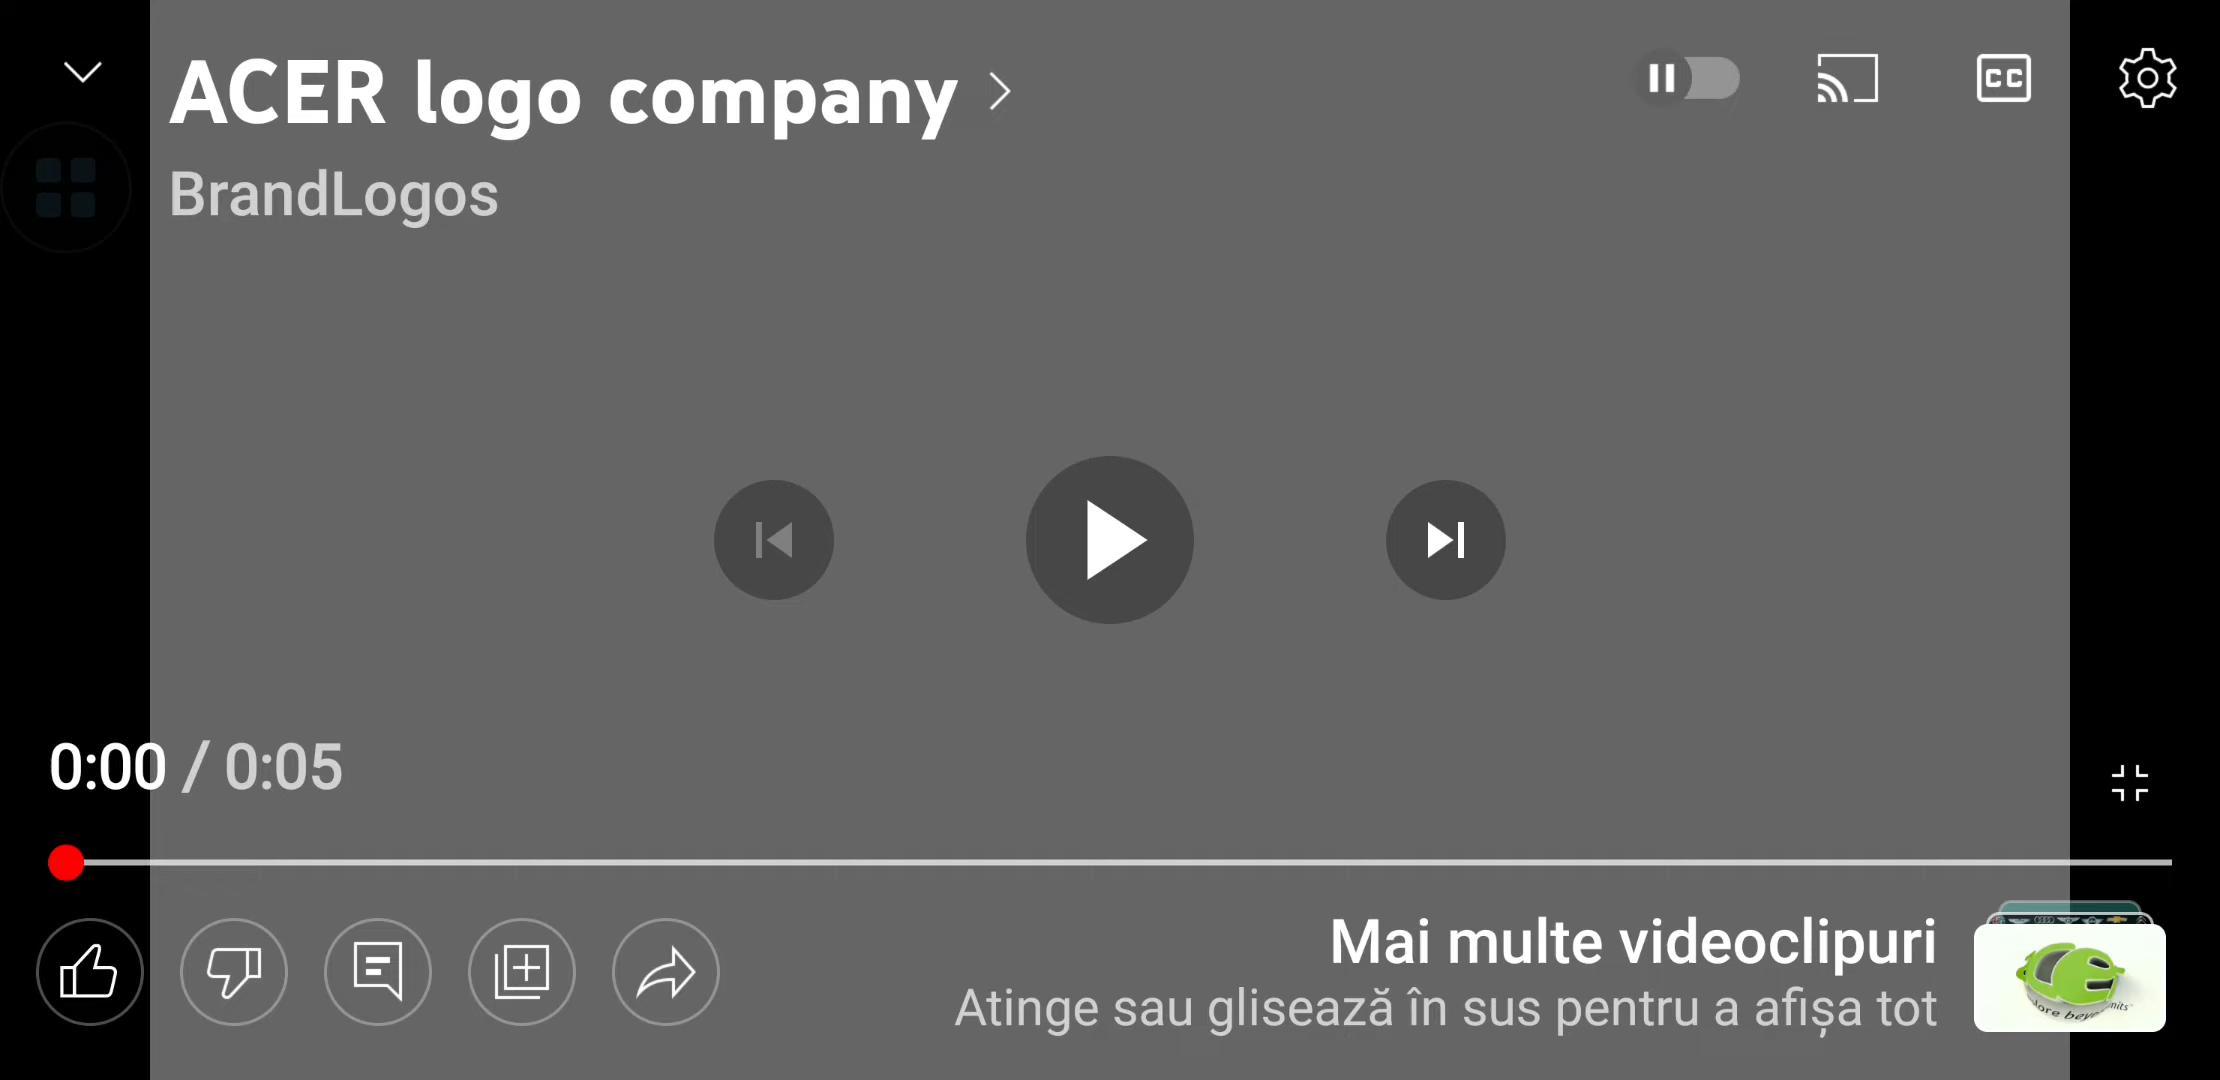 ACER logo company
BrandLogos
CC
0:00 / 0:05
Mai multe videoclipuri
Atinge sau glisează în sus pentru a afișa tot